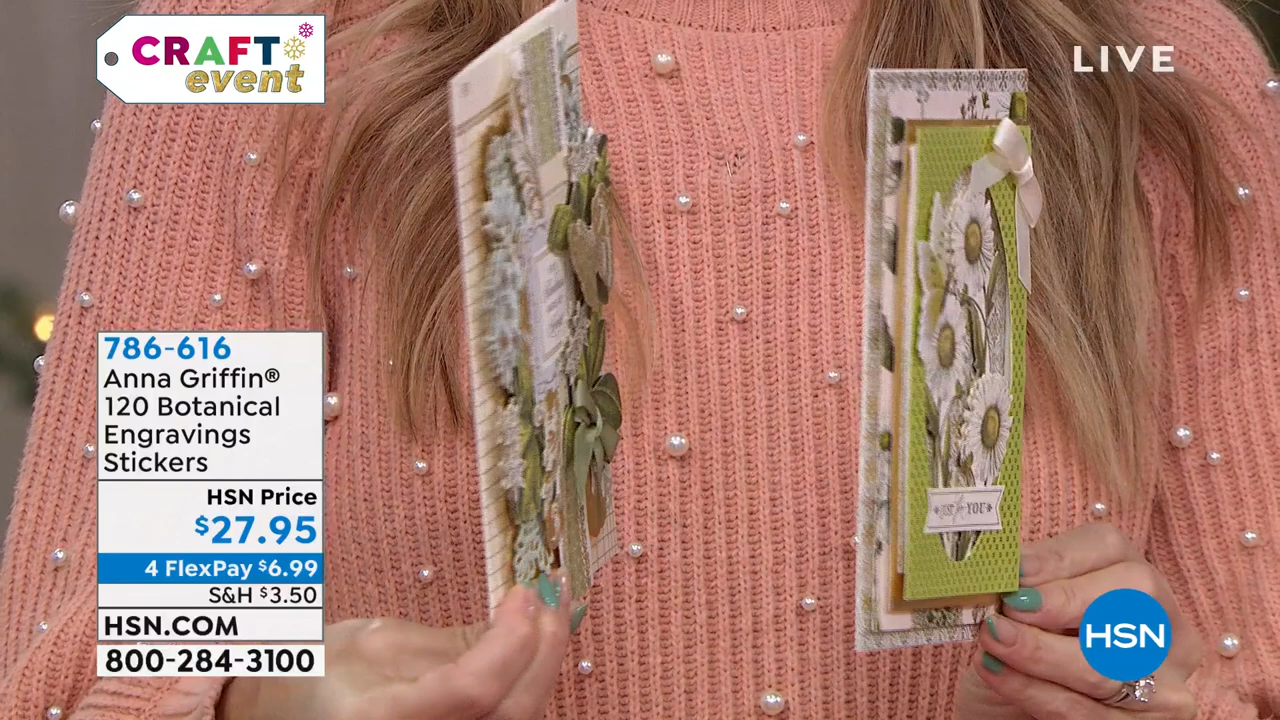 CRAFT
event
LIVE
786-616
Anna Griffin®
120 Botanical
Engravings
Stickers
HSN Price
$27.95
4 FlexPay $6.99
S&H $3.50
HSN.COM
800-284-3100
YOU
HSN